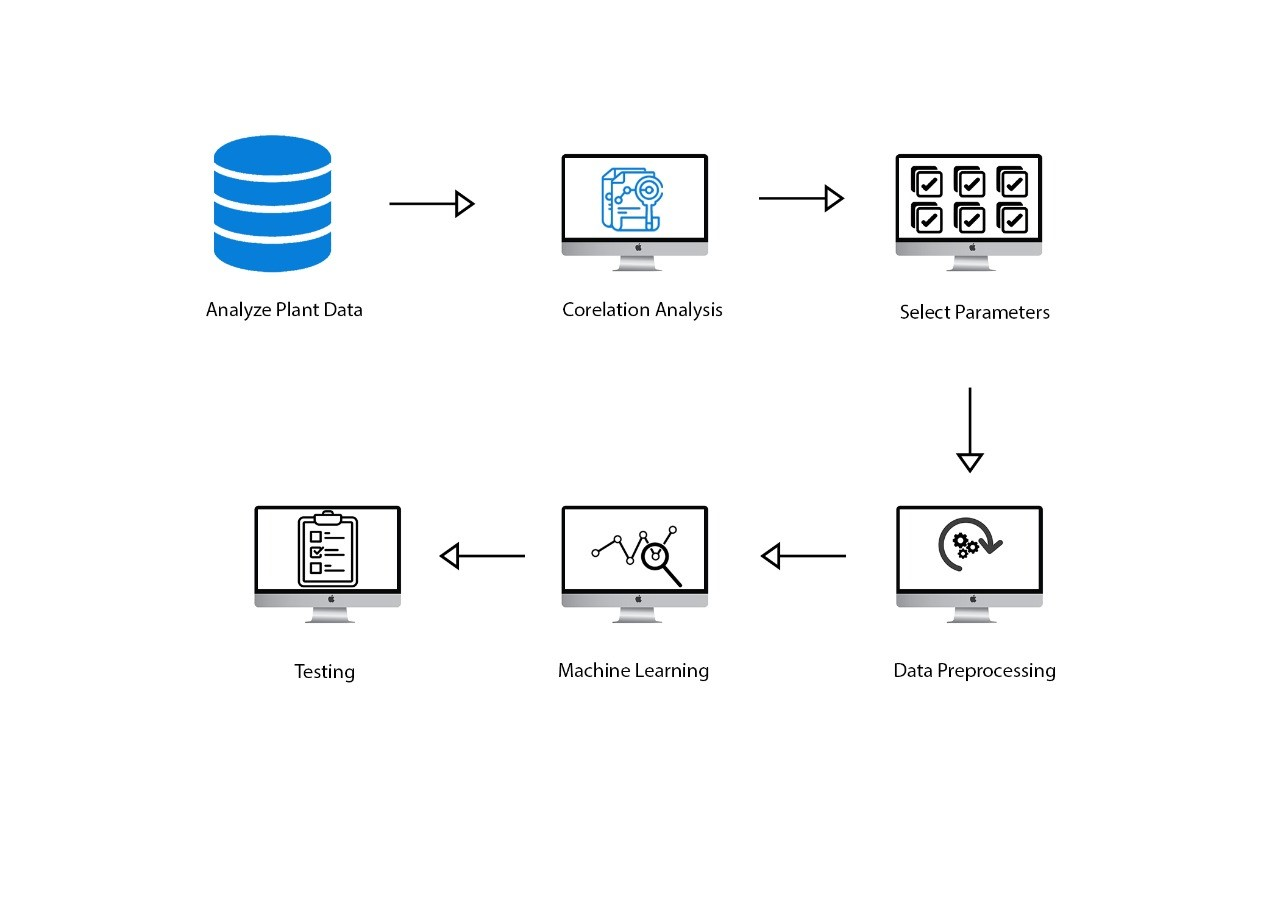 Analyze Plant Data
Corelation Analysis
Select Parameters
Data Preprocessing
Machine Learning
Testing